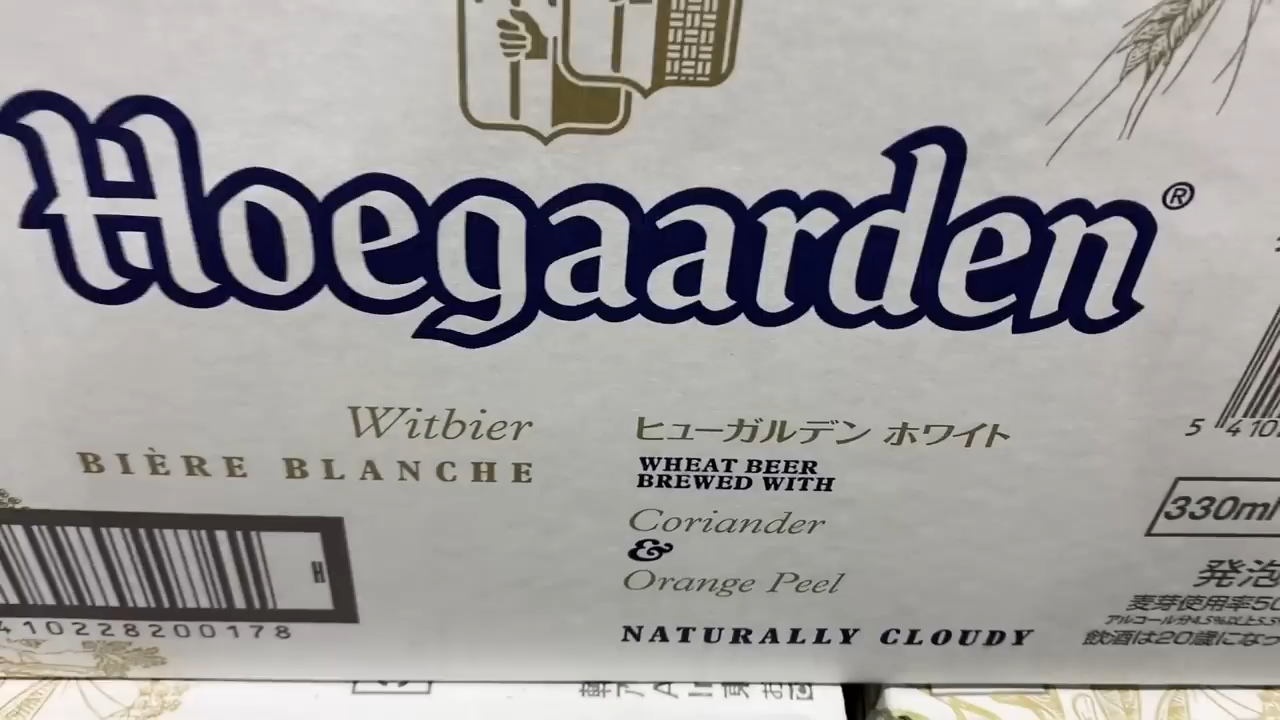 Hoegaarden®
Witbier
BIÈRE BLANCHE
ヒューガルデン ホワイト
WHEAT BEER
BREWED WITH
Coriander
&
Orange Peel
NATURALLY CLOUDY
410228200178
5 410
330ml
発泡
麦芽使用率50
アルコール分4.5%以上5.5
飲酒は20歳になっ